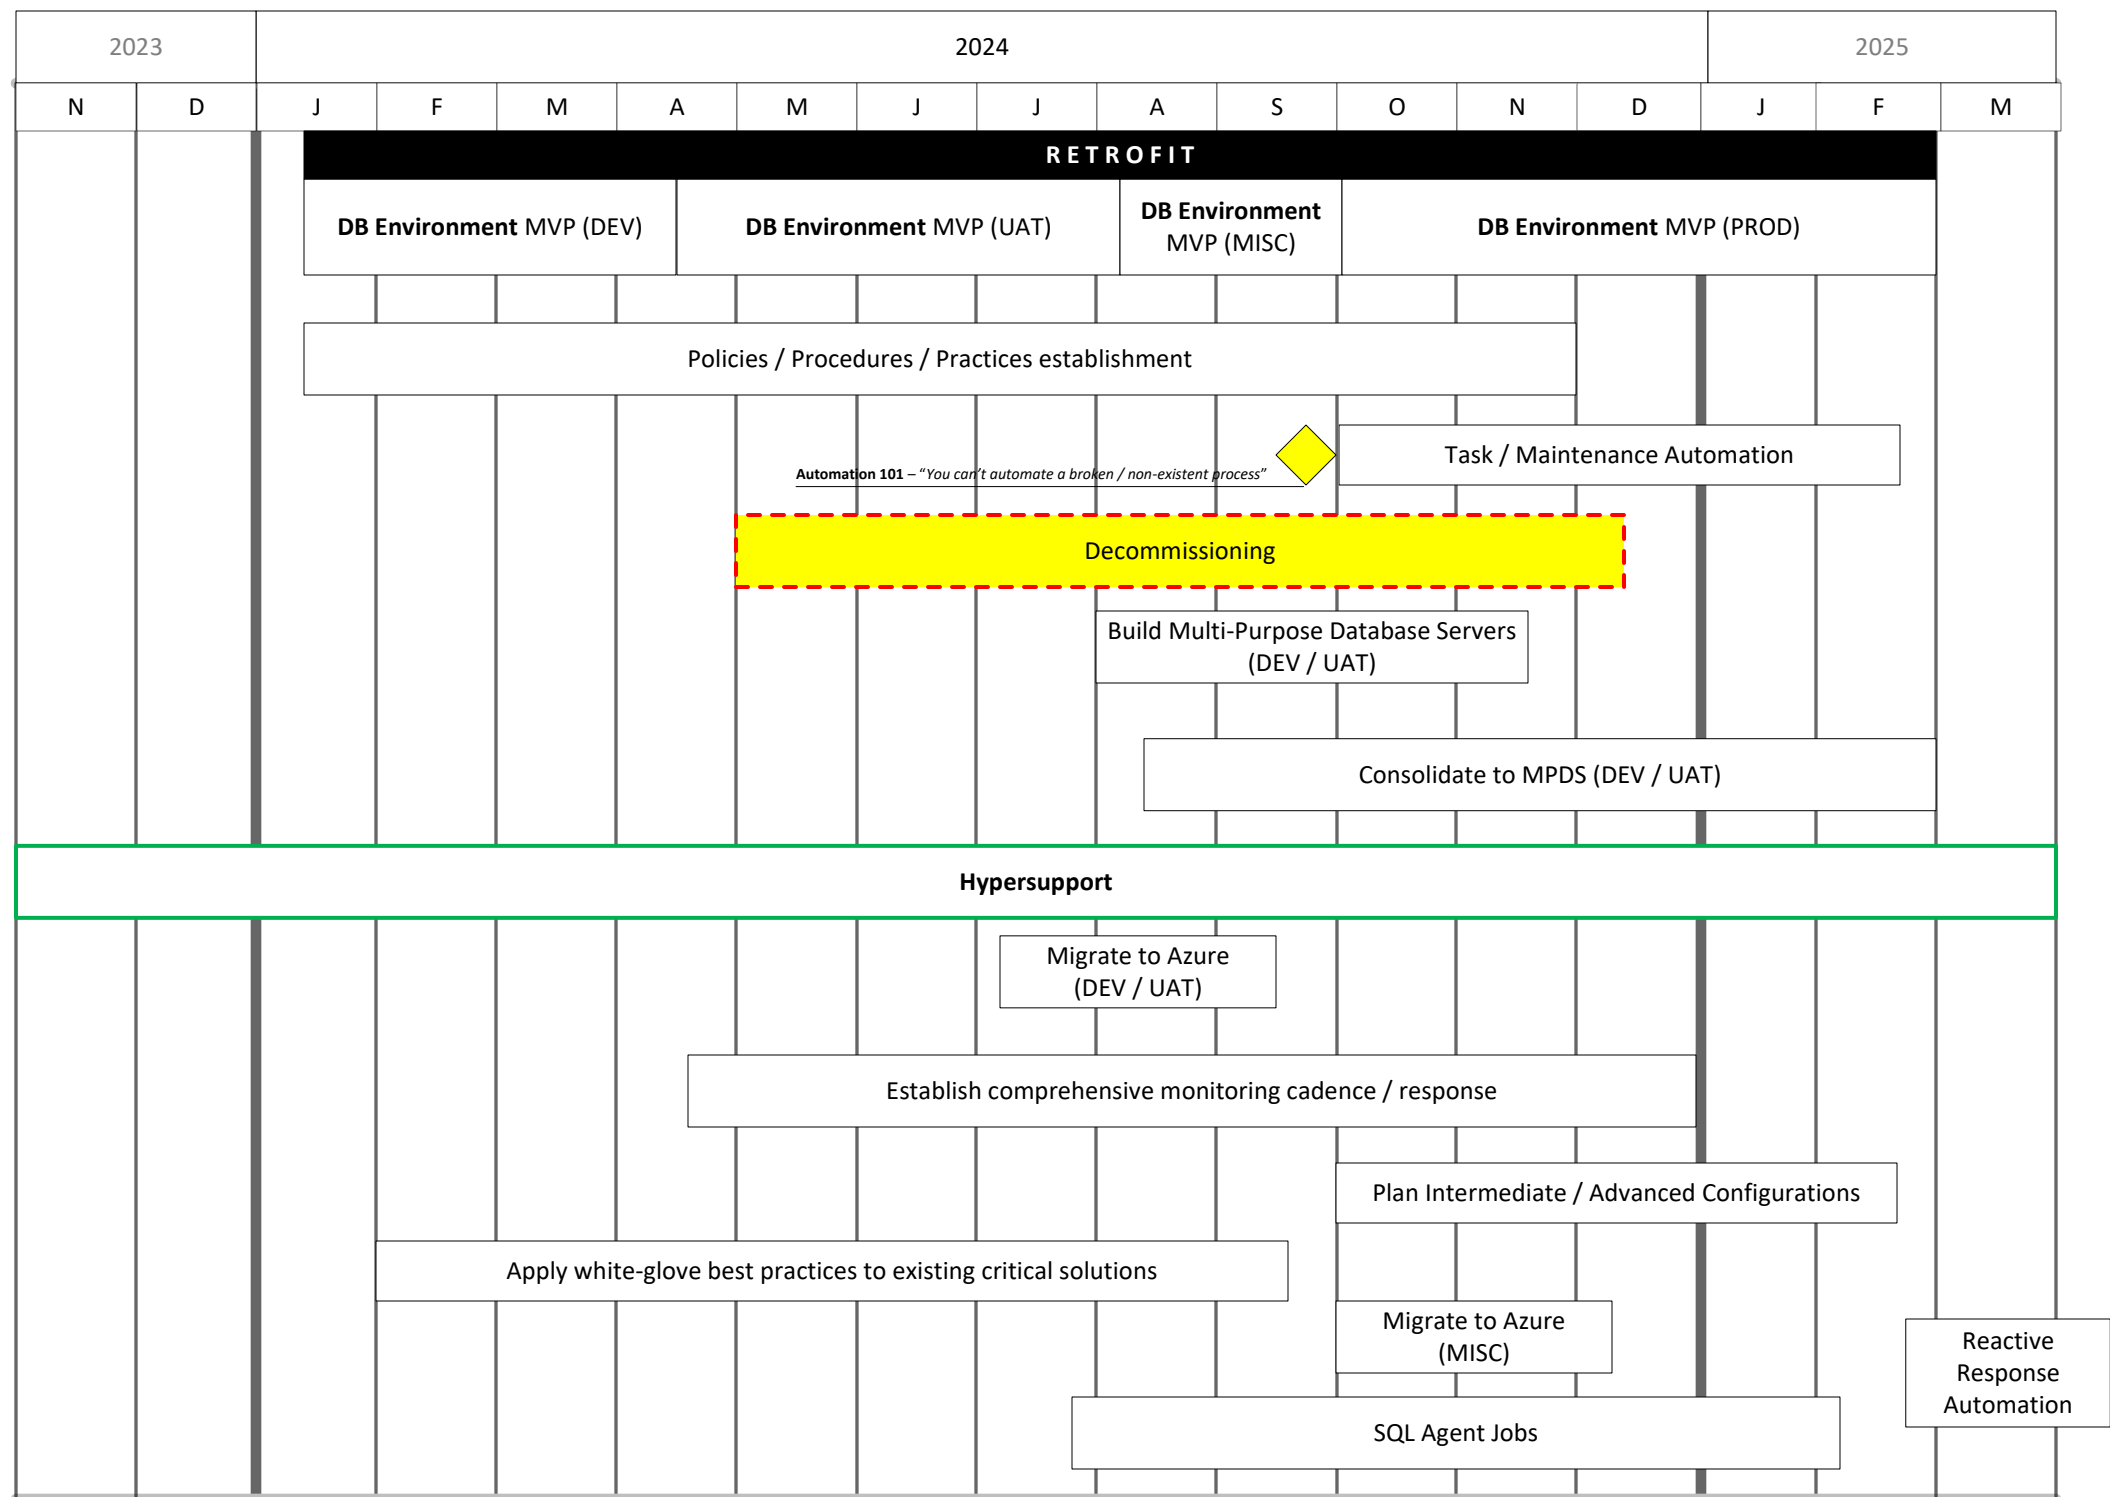 2023
2024
2025
N D J F M A M J J A S O N D J F M
RETROFIT
DB Environment MVP (DEV)
DB Environment MVP (UAT)
DB Environment
MVP (MISC)
DB Environment MVP (PROD)
Policies / Procedures / Practices establishment
Task / Maintenance Automation
Automation 101 – “You can’t automate a broken / non-existent process”
Decommissioning
Build Multi-Purpose Database Servers
(DEV / UAT)
Consolidate to MPDS (DEV / UAT)
Hypersupport
Migrate to Azure
(DEV / UAT)
Establish comprehensive monitoring cadence / response
Plan Intermediate / Advanced Configurations
Apply white-glove best practices to existing critical solutions
Migrate to Azure
(MISC)
Reactive
Response
Automation
SQL Agent Jobs